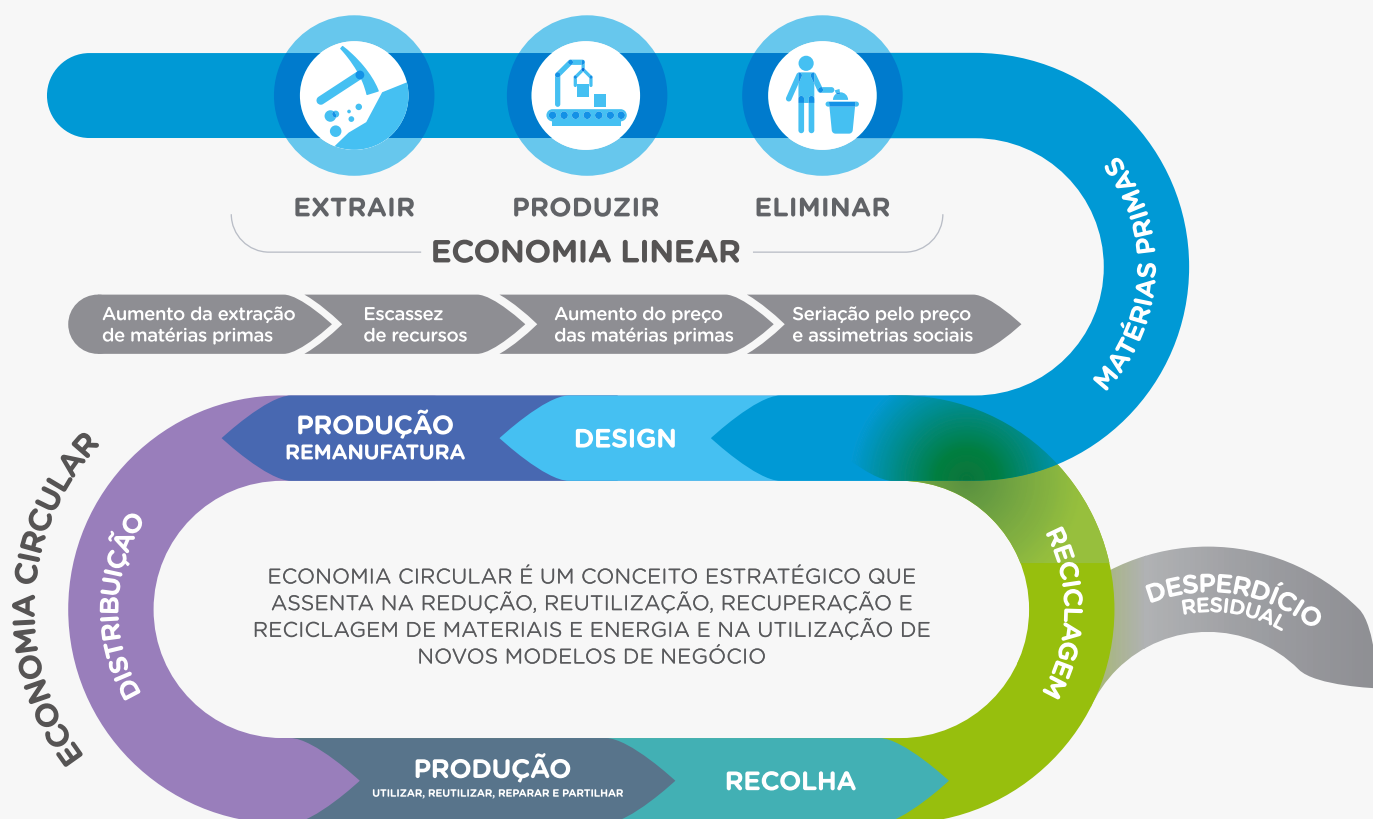 EXTRAIR
PRODUZIR
ELIMINAR
ECONOMIA LINEAR
MATÉRIAS PRIMAS
Aumento da extração
de matérias primas
Escassez
de recursos
Aumento do preço
das matérias primas
Seriação pelo preço
e assimetrias sociais
ECONOMIA CIRCULAR
PRODUÇÃO
REMANUFATURA
DESIGN
DISTRIBUIÇÃO
ECONOMIA CIRCULAR É UM CONCEITO ESTRATÉGICO QUE
ASSENTA NA REDUÇÃO, REUTILIZAÇÃO, RECUPERAÇÃO E
RECICLAGEM DE MATERIAIS E ENERGIA E NA UTILIZAÇÃO DE
NOVOS MODELOS DE NEGÓCIO
RECICLAGEM
DESPERDÍCIO
RESIDUAL
PRODUÇÃO
UTILIZAR, REUTILIZAR, REPARAR E PARTILHAR
RECOLHA